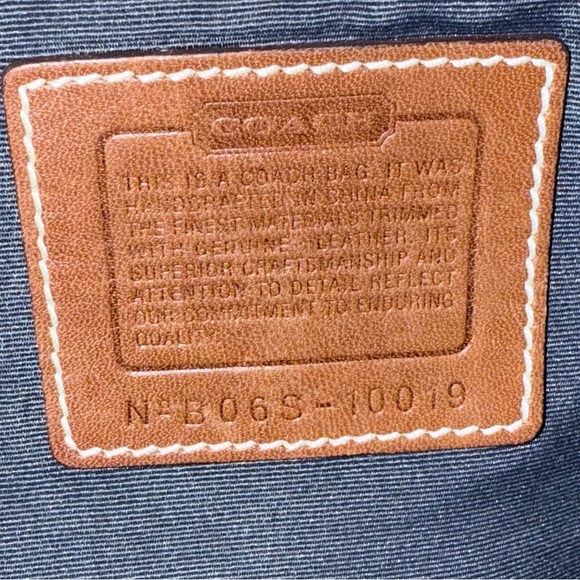 COACH
THIS IS A COACH BAG. IT WAS
HANDCRAFTED IN CHINA FROM
THE FINEST MATERIALS TRIMMED
WITH GENUINE LEATHER. ITS
SUPERIOR CRAFTSMANSHIP AND
ATTENTION TO DETAIL REFLECT
OUR COMMITMENT TO ENDURING
QUALITY.
Nº B06S-10019